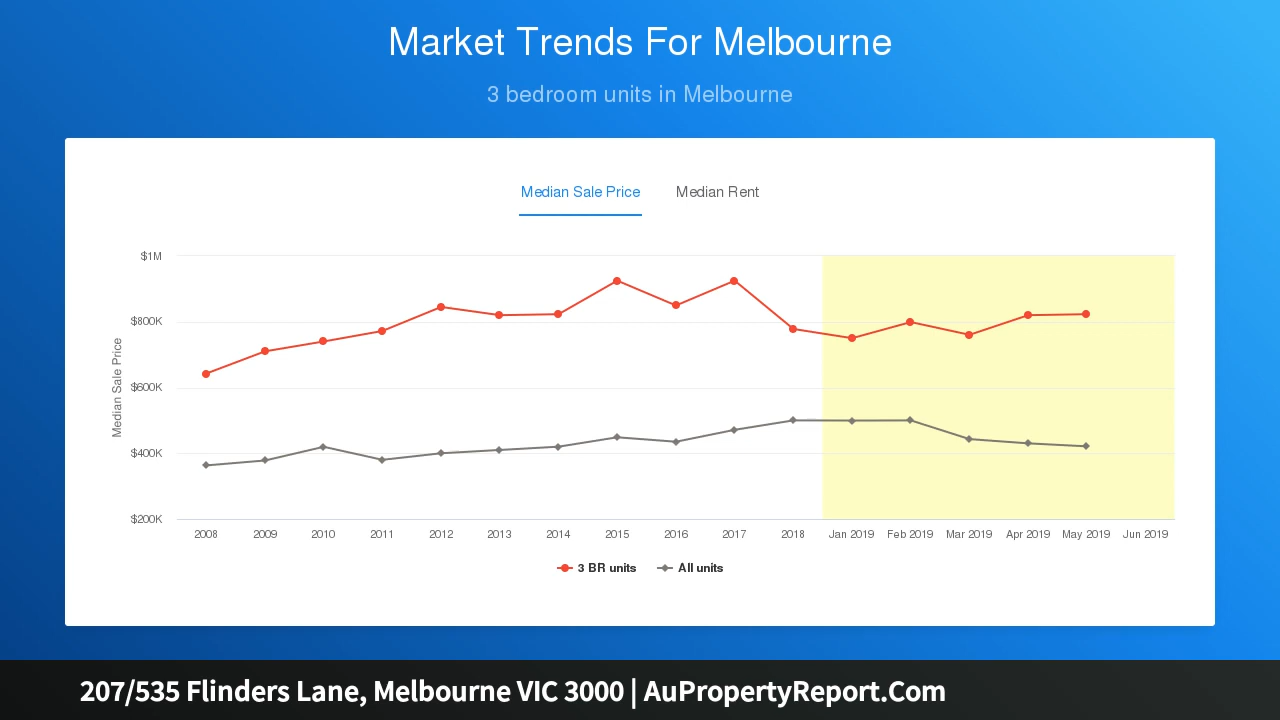 Market Trends For Melbourne
3 bedroom units in Melbourne
Median Sale Price Median Rent
Median Sale Price
$1M
$800K
$600K
$400K
$200K
2008 2009 2010 2011 2012 2013 2014 2015 2016 2017 2018 Jan 2019 Feb 2019 Mar 2019 Apr 2019 May 2019 Jun 2019
3 BR units All units
207/535 Flinders Lane, Melbourne VIC 3000 | AuPropertyReport.Com